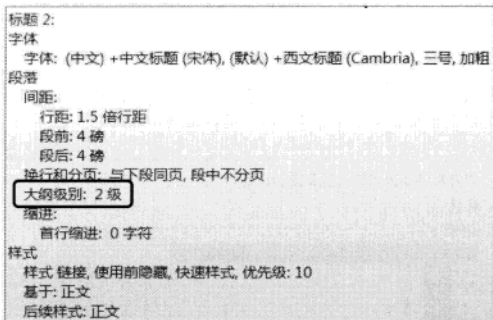 标题 2:
字体
字体: (中文) +中文标题 (宋体), (默认) +西文标题 (Cambria), 三号, 加粗
段落
间距:
行距: 1.5 倍行距
段前: 4 磅
段后: 4 磅
换行和分页: 与下段同页, 段中不分页
大纲级别: 2 级
缩进:
首行缩进: 0 字符
样式
样式 链接, 使用前隐藏, 快速样式, 优先级: 10
基于: 正文
后续样式: 正文